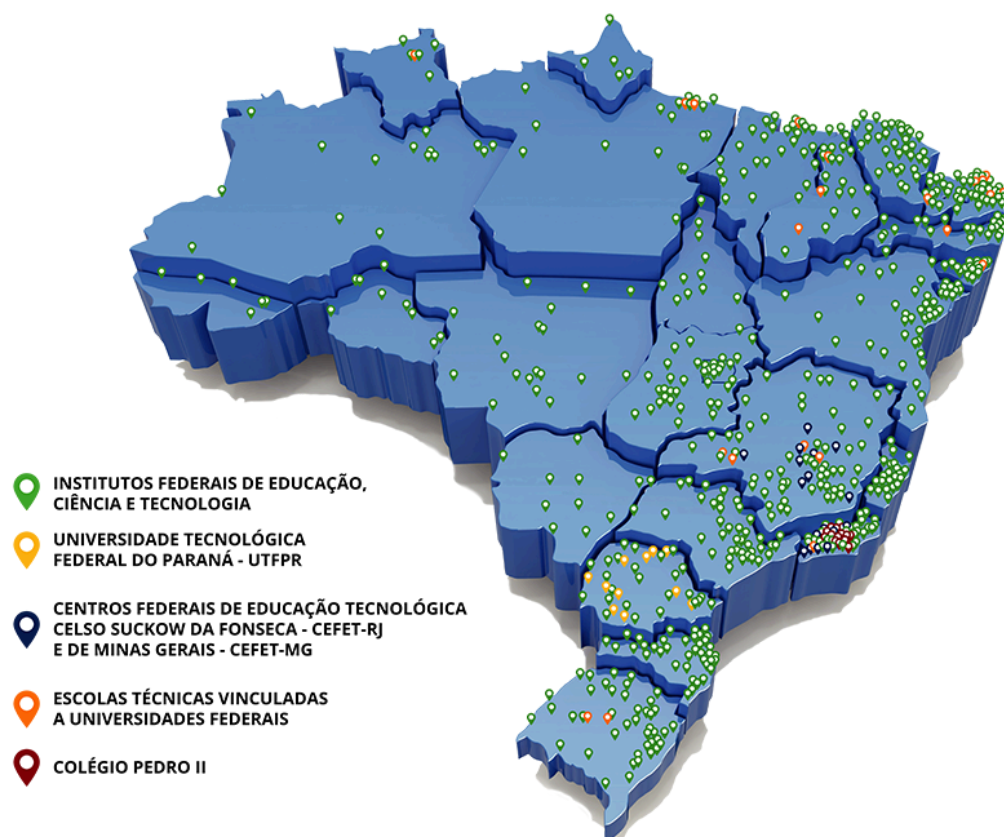 INSTITUTOS FEDERAIS DE EDUCAÇÃO,
CIÊNCIA E TECNOLOGIA
UNIVERSIDADE TECNOLÓGICA
FEDERAL DO PARANÁ - UTFPR
CENTROS FEDERAIS DE EDUCAÇÃO TECNOLÓGICA
CELSO SUCKOW DA FONSECA - CEFET-RJ
E DE MINAS GERAIS - CEFET-MG
ESCOLAS TÉCNICAS VINCULADAS
A UNIVERSIDADES FEDERAIS
COLÉGIO PEDRO II